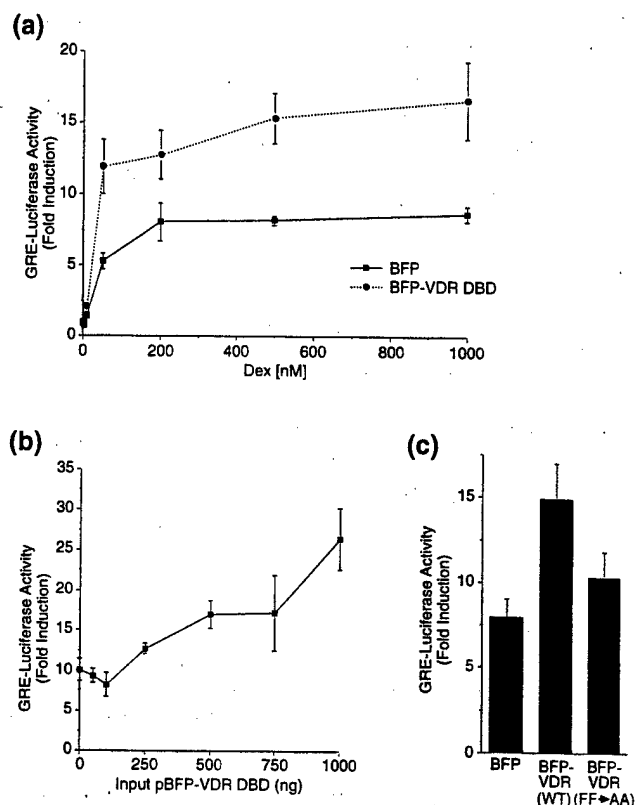 (a)
20
15
10
5
0
GRE-Luciferase Activity
(Fold Induction)
BFP
BFP-VDR DBD
0 200 400 600 800 1000
Dex [nM]
(b)
35
30
25
20
15
10
5
0
GRE-Luciferase Activity
(Fold Induction)
0 250 500 750 1000
Input pBFP-VDR DBD (ng)
(c)
15
10
5
0
GRE-Luciferase Activity
(Fold Induction)
BFP BFP- BFP-
VDR VDR
(WT) (FF➔AA)